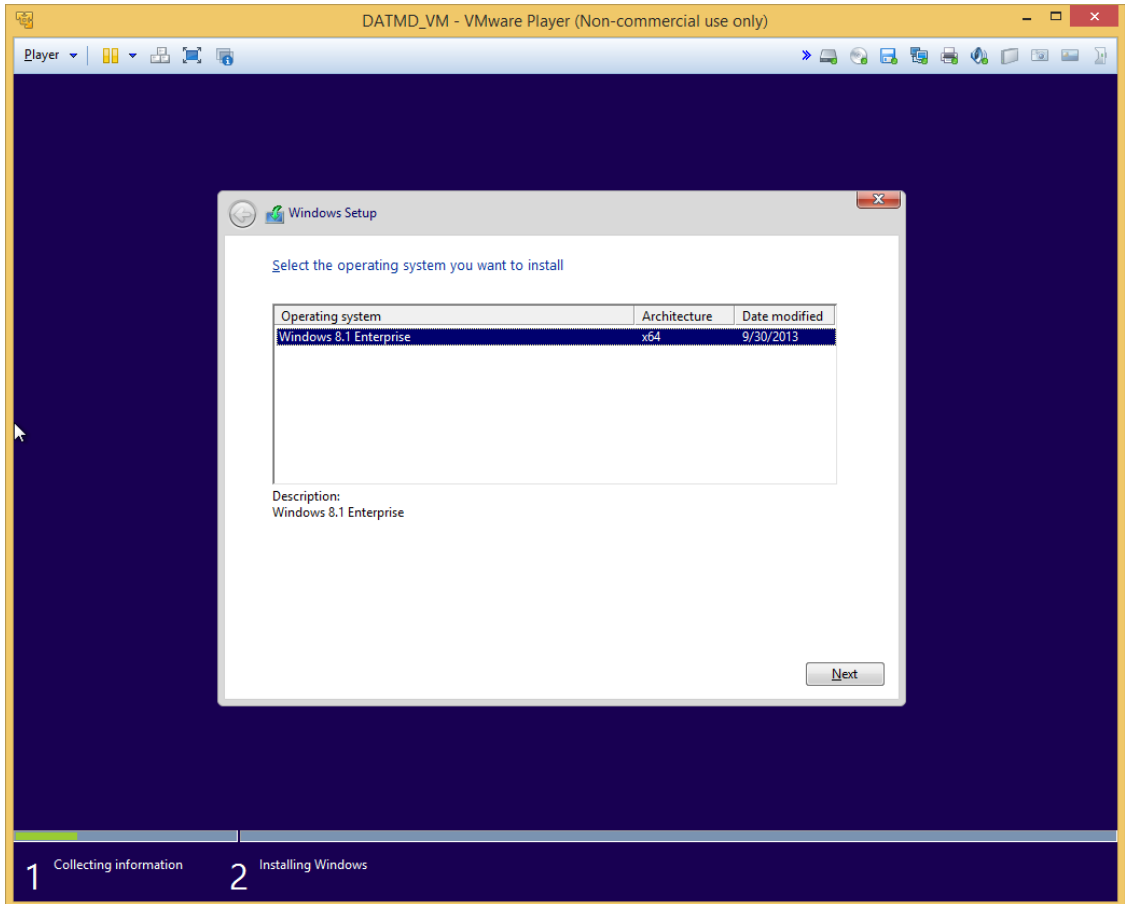 DATMD_VM - VMware Player (Non-commercial use only)
Player
Windows Setup
Select the operating system you want to install
Operating system Architecture Date modified
Windows 8.1 Enterprise x64 9/30/2013
Description:
Windows 8.1 Enterprise
Next
1 Collecting information 2 Installing Windows